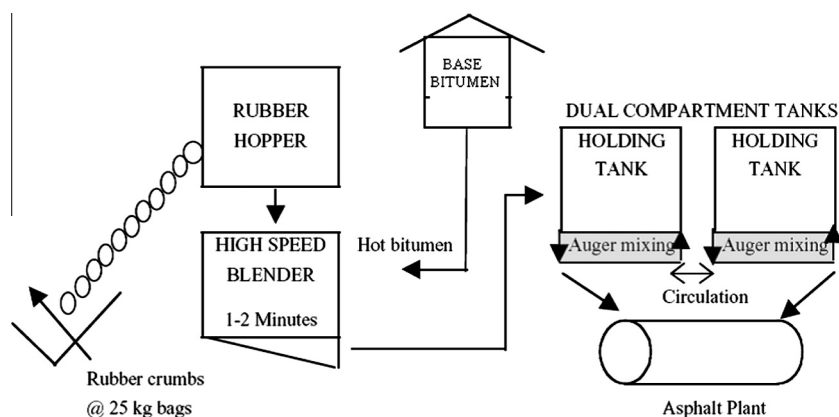 RUBBER
HOPPER
BASE
BITUMEN
DUAL COMPARTMENT TANKS
HOLDING
TANK
HOLDING
TANK
HIGH SPEED
BLENDER
1-2 Minutes
Hot bitumen
Auger mixing
Auger mixing
Circulation
Rubber crumbs
@ 25 kg bags
Asphalt Plant